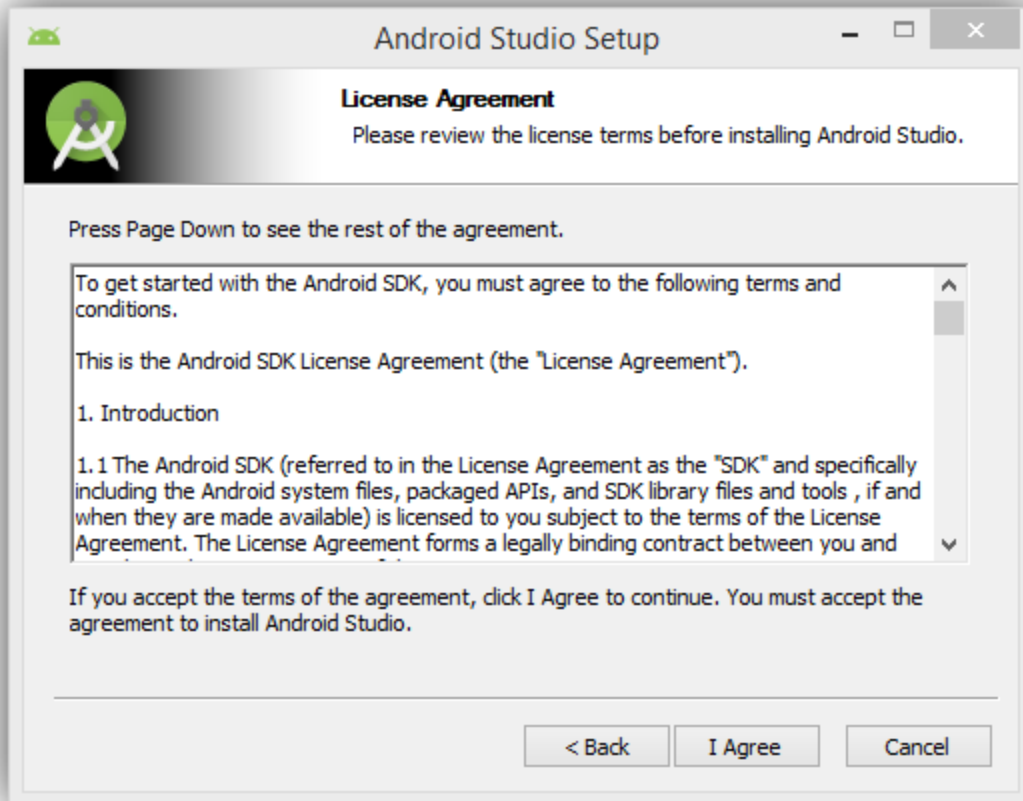 Android Studio Setup
License Agreement
Please review the license terms before installing Android Studio.
Press Page Down to see the rest of the agreement.
To get started with the Android SDK, you must agree to the following terms and
conditions.
This is the Android SDK License Agreement (the "License Agreement").
1. Introduction
1.1 The Android SDK (referred to in the License Agreement as the "SDK" and specifically
including the Android system files, packaged APIs, and SDK library files and tools , if and
when they are made available) is licensed to you subject to the terms of the License
Agreement. The License Agreement forms a legally binding contract between you and
If you accept the terms of the agreement, click I Agree to continue. You must accept the
agreement to install Android Studio.
< Back
I Agree
Cancel